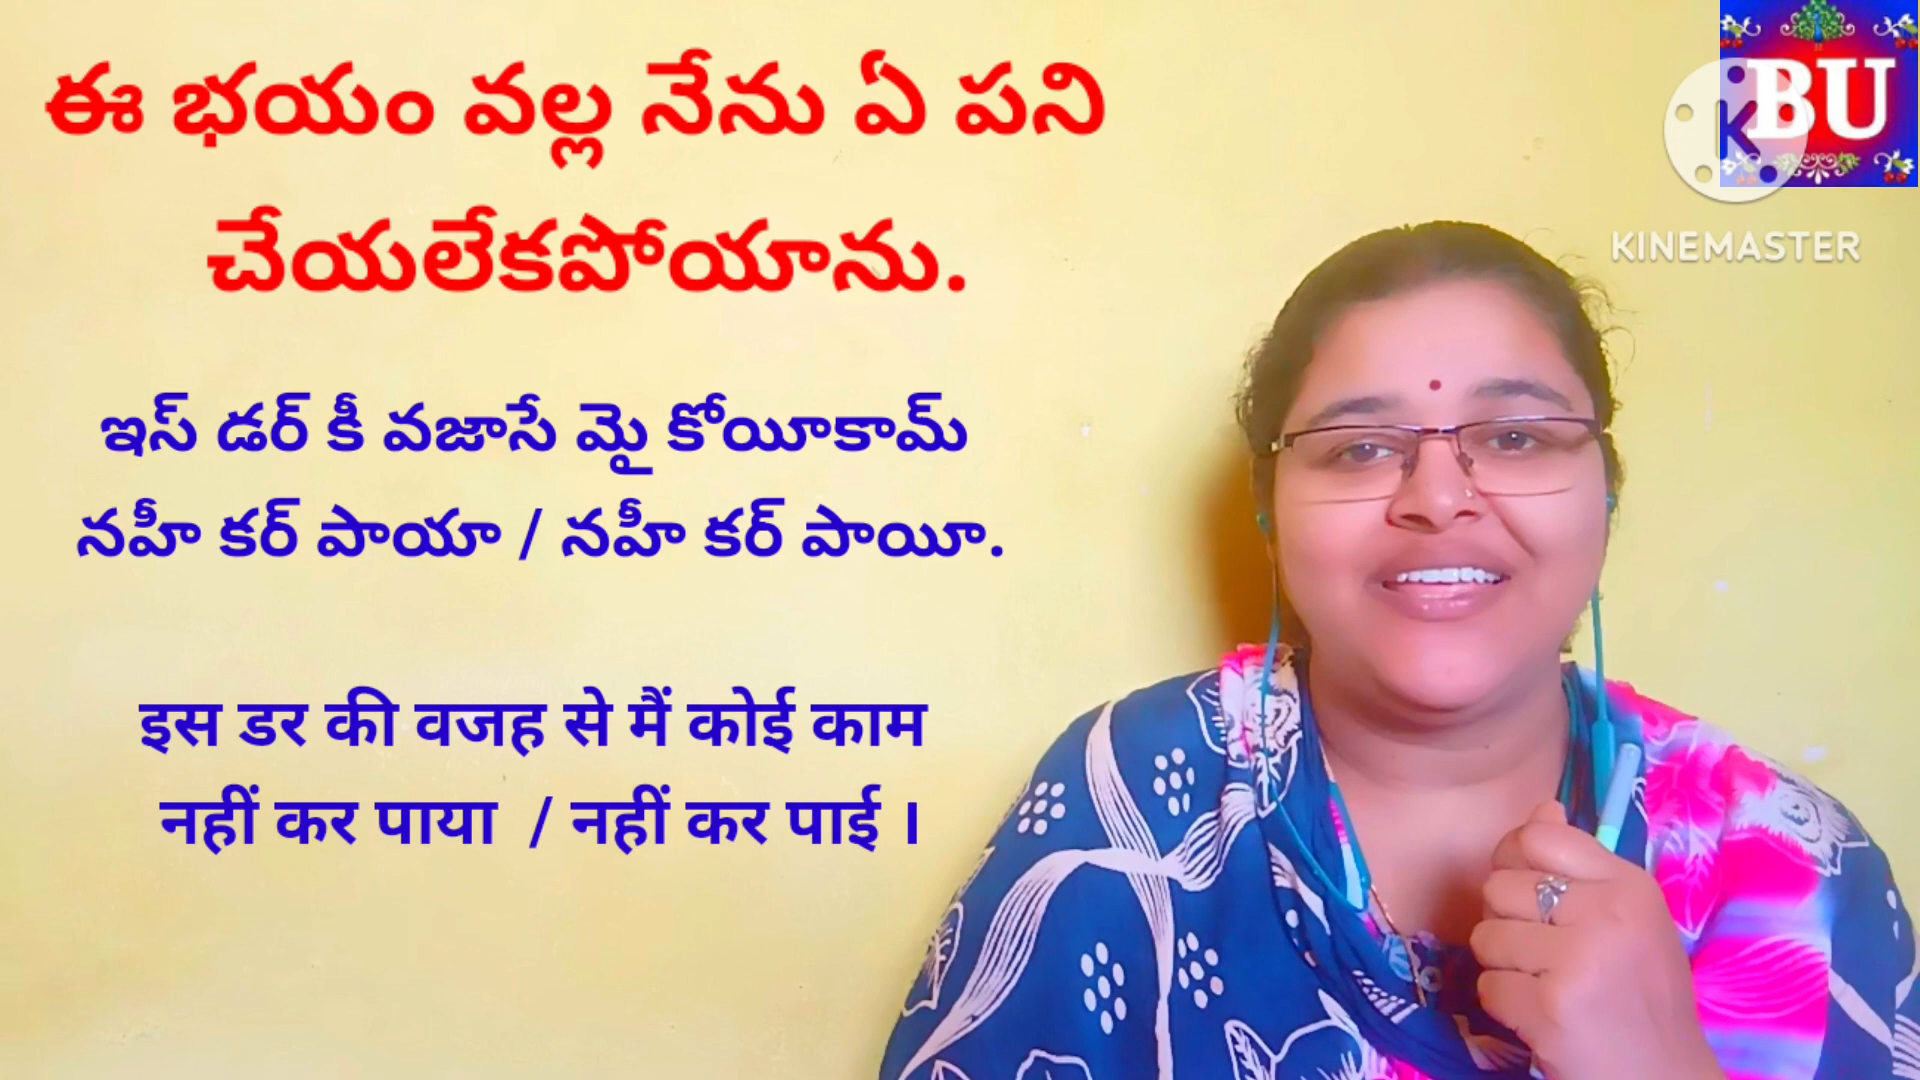 ఈ భయం వల్ల నేను ఏ పని
చేయలేకపోయాను.
ఇస్ డర్ కీ వజాసే మై కోయీకామ్
నహీ కర్ పాయా / నహీ కర్ పాయీ.
इस डर की वजह से मैं कोई काम
नहीं कर पाया / नहीं कर पाई ।
BU
K
KINEMASTER